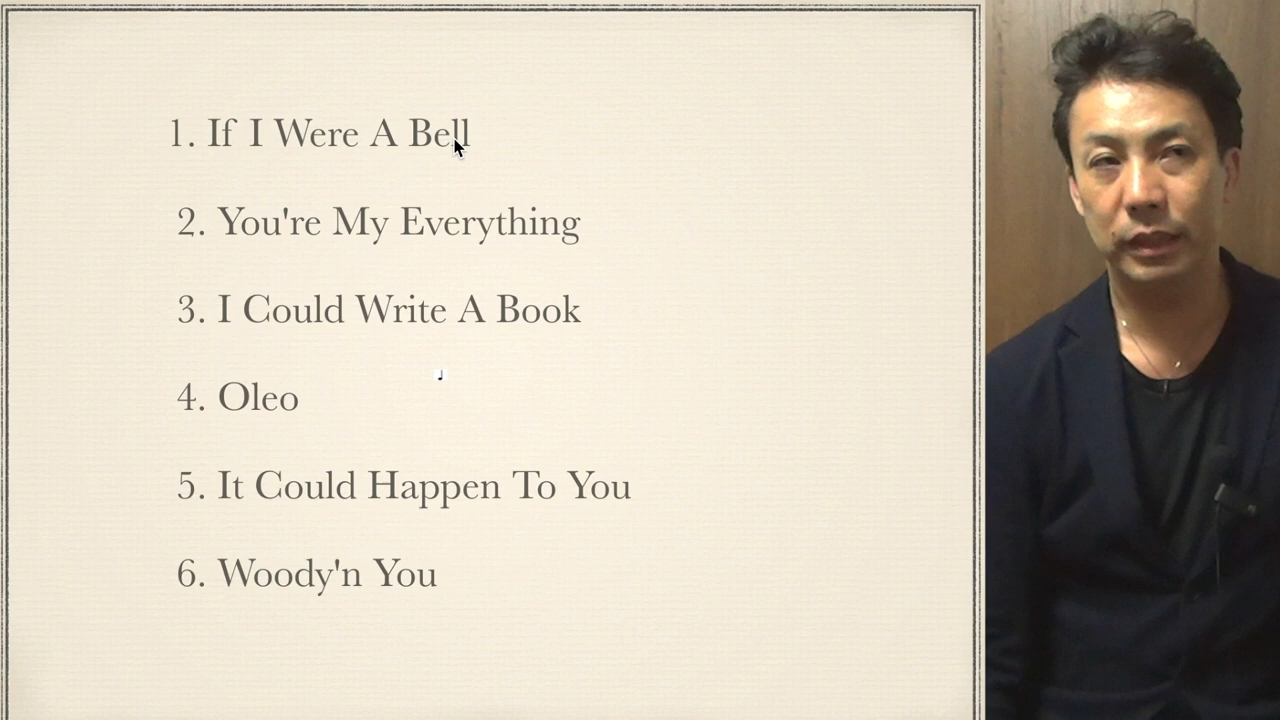 1. If I Were A Bell
2. You're My Everything
3. I Could Write A Book
4. Oleo
5. It Could Happen To You
6. Woody'n You